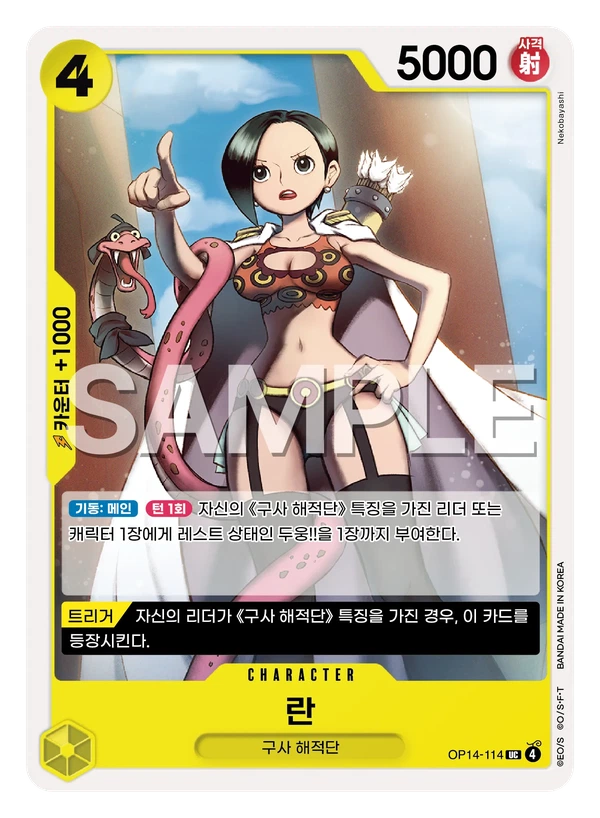 4
5000
사격
射
Nekobayashi
카운터 +1000
SAMPLE
기동: 메인 턴 1회 자신의 《구사 해적단》 특징을 가진 리더 또는
캐릭터 1장에게 레스트 상태인 두웅!!을 1장까지 부여한다.
트리거 자신의 리더가 《구사 해적단》 특징을 가진 경우, 이 카드를
등장시킨다.
CHARACTER
란
구사 해적단
OP14-114 UC 4
©EO/S ©O/S·F·T BANDAI MADE IN KOREA